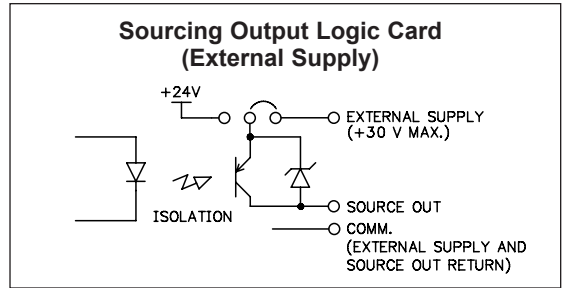 Sourcing Output Logic Card
(External Supply)
+24V
EXTERNAL SUPPLY
(+30 V MAX.)
ISOLATION
SOURCE OUT
COMM.
(EXTERNAL SUPPLY AND
SOURCE OUT RETURN)